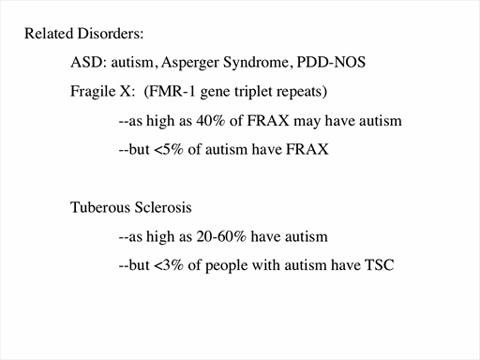 Related Disorders:
ASD: autism, Asperger Syndrome, PDD-NOS
Fragile X: (FMR-1 gene triplet repeats)
--as high as 40% of FRAX may have autism
--but <5% of autism have FRAX
Tuberous Sclerosis
--as high as 20-60% have autism
--but <3% of people with autism have TSC